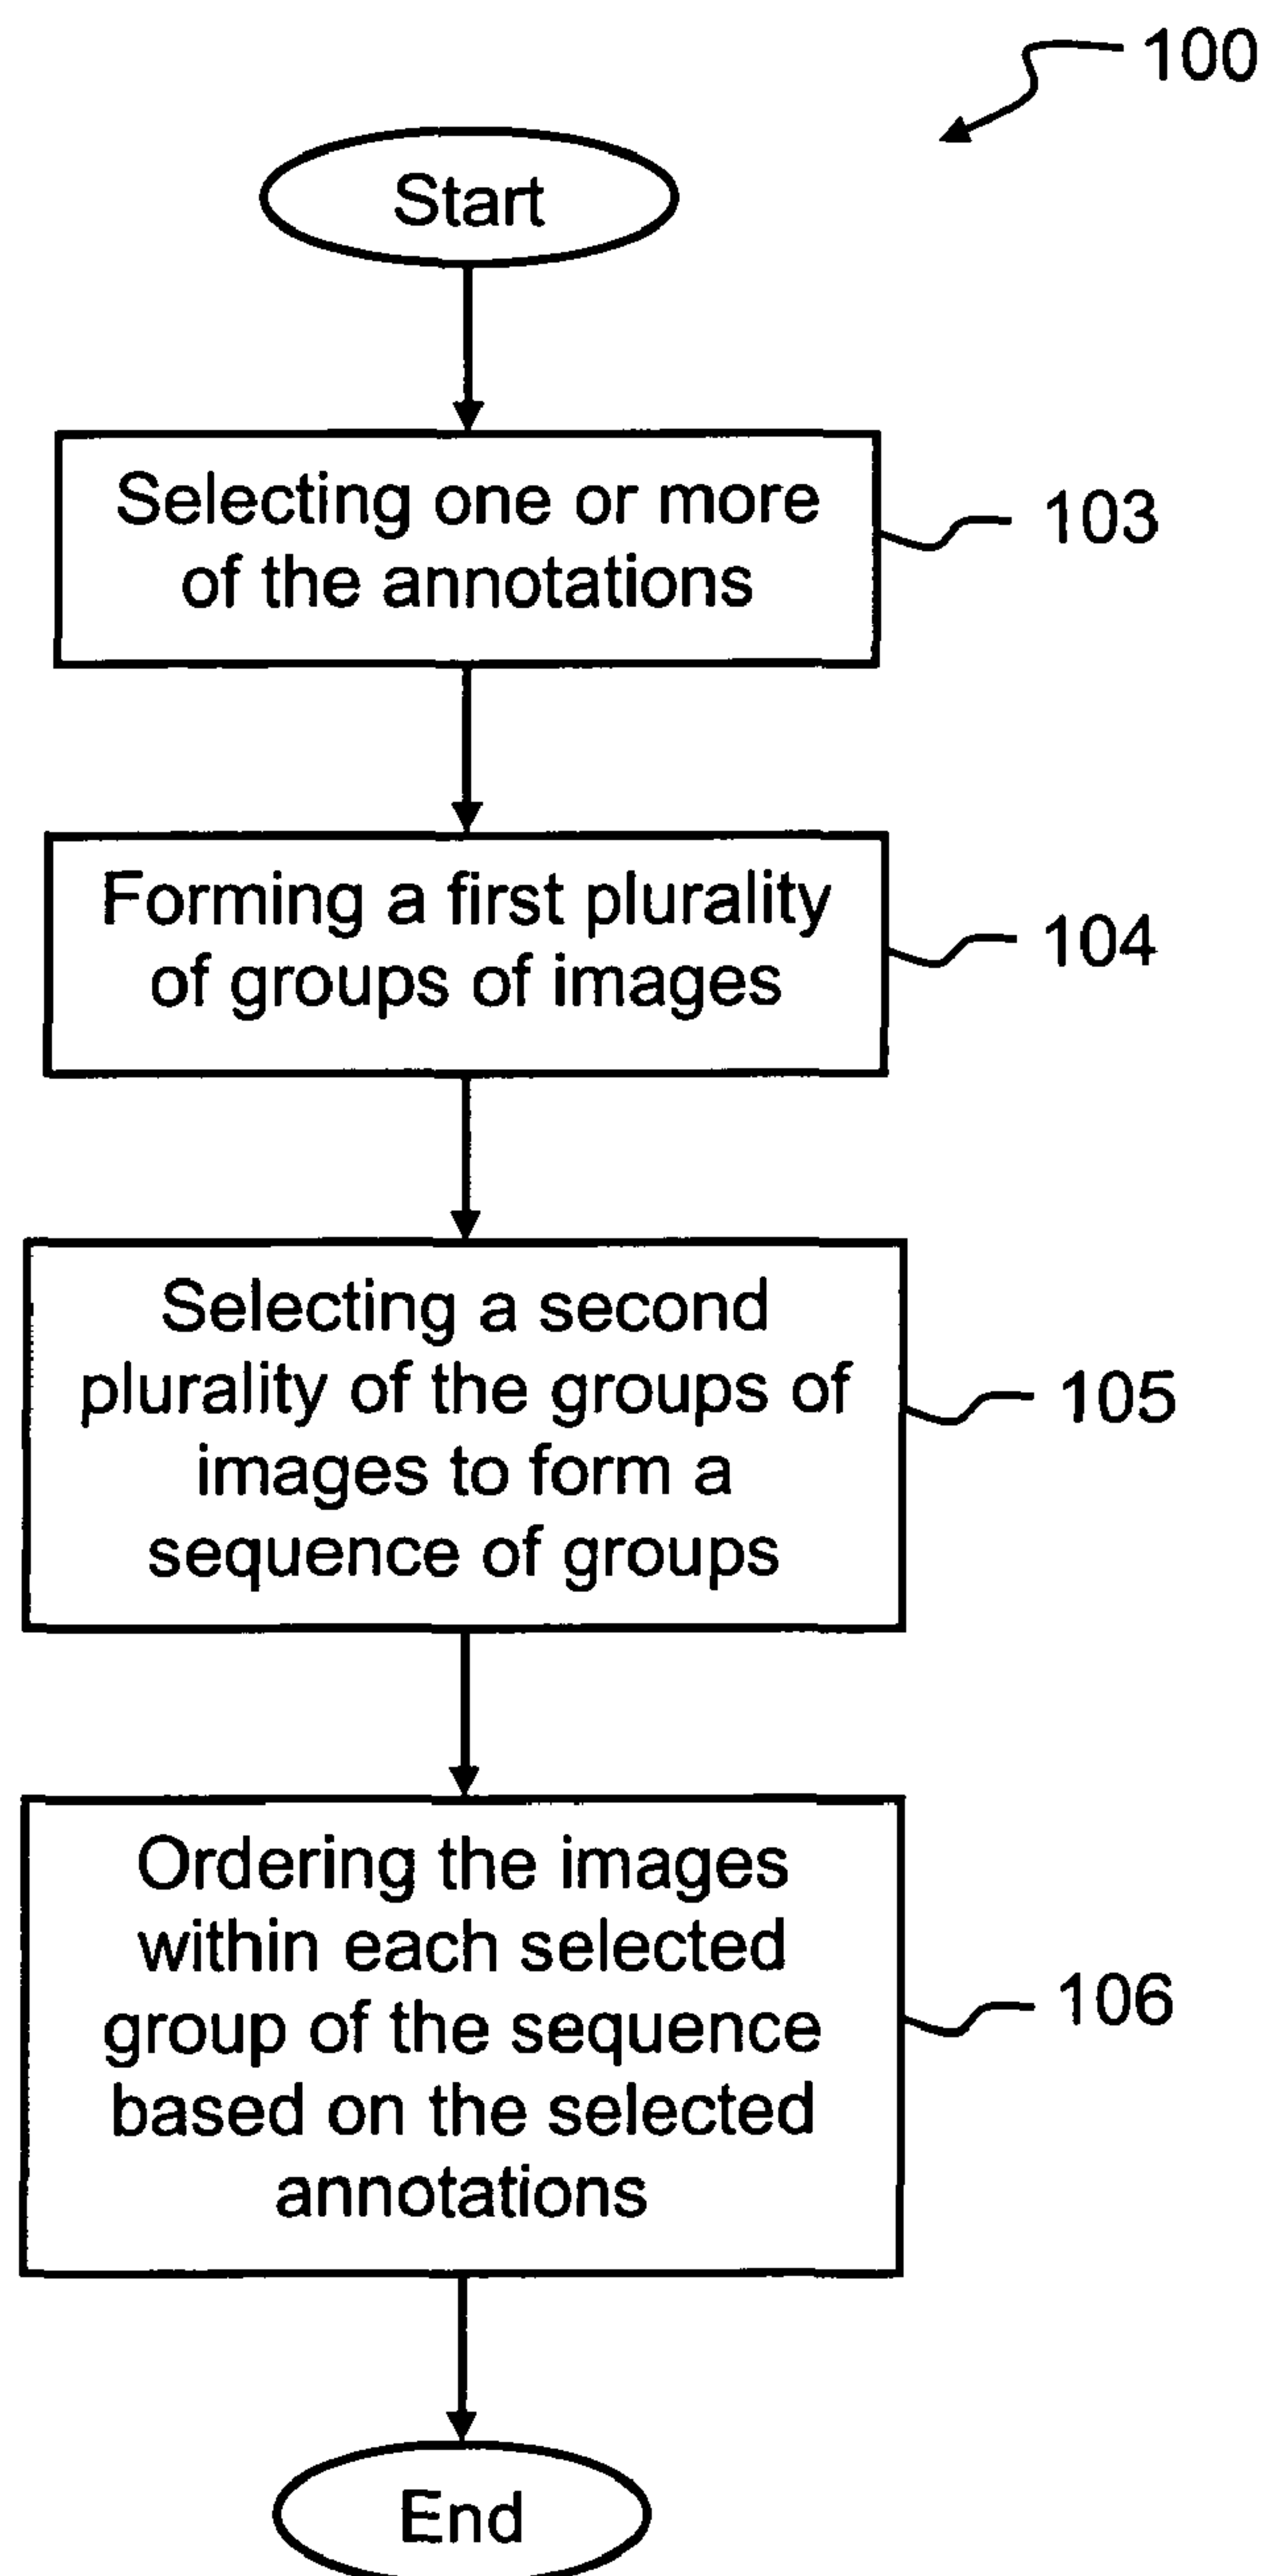 100
Start
Selecting one or more
of the annotations
103
Forming a first plurality
of groups of images
104
Selecting a second
plurality of the groups of
images to form a
sequence of groups
105
Ordering the images
within each selected
group of the sequence
based on the selected
annotations
106
End